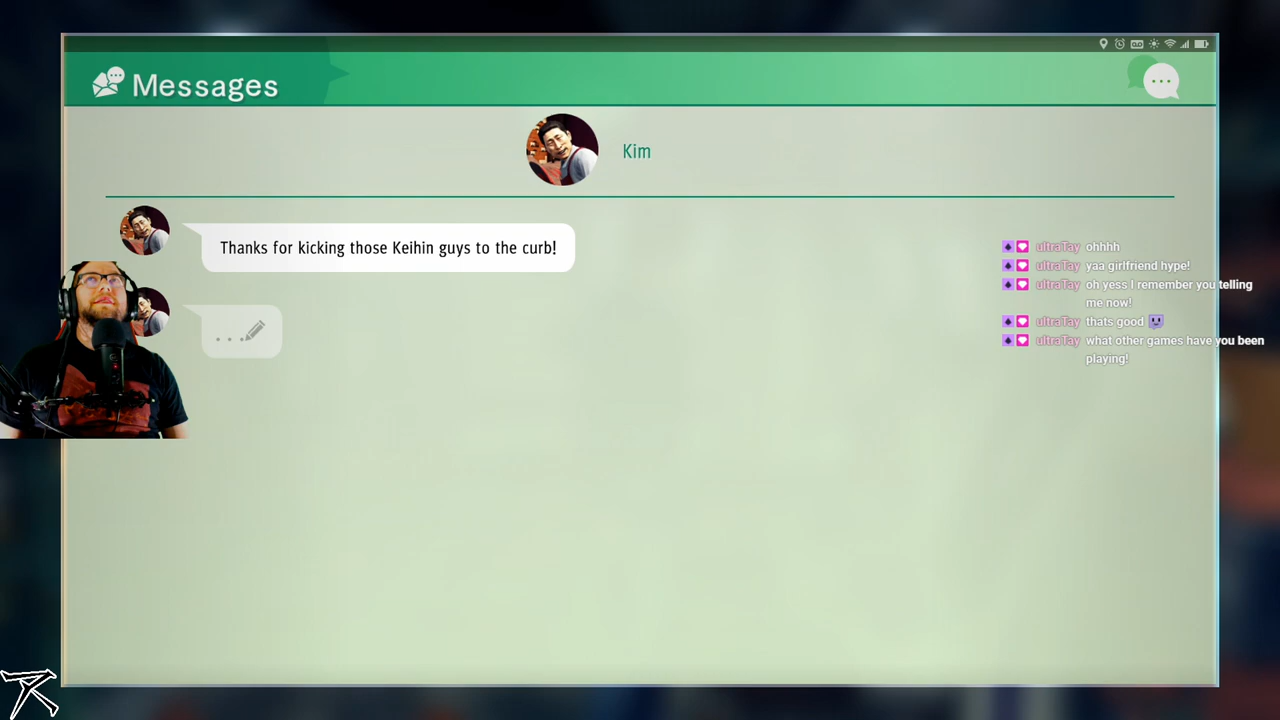 Messages
Kim
Thanks for kicking those Keihin guys to the curb!
...
ultraTay ohhhh
ultraTay yaa girlfriend hype!
ultraTay oh yess I remember you telling
me now!
ultraTay thats good
ultraTay what other games have you been
playing!